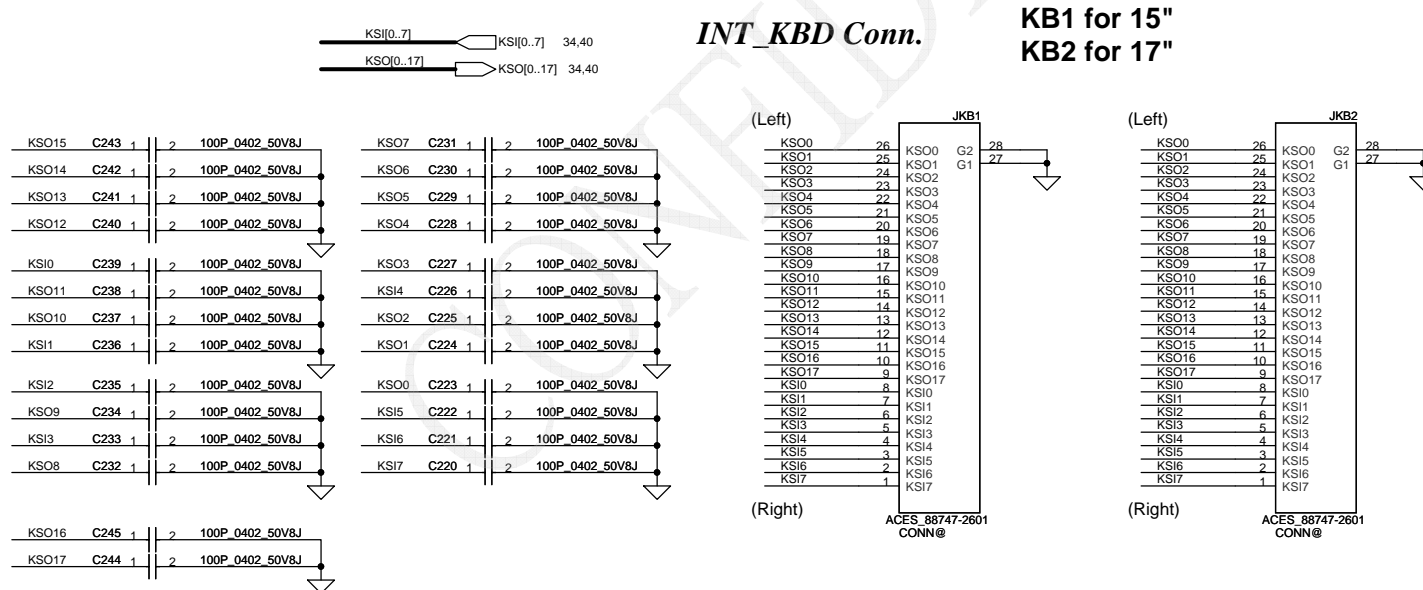 INT_KBD Conn.
KB1 for 15"
KB2 for 17"
KSI[0..7] KSI[0..7] 34,40
KSO[0..17] KSO[0..17] 34,40
KSO15 C243 1 2 100P_0402_50V8J
KSO14 C242 1 2 100P_0402_50V8J
KSO13 C241 1 2 100P_0402_50V8J
KSO12 C240 1 2 100P_0402_50V8J
KSI0 C239 1 2 100P_0402_50V8J
KSO11 C238 1 2 100P_0402_50V8J
KSO10 C237 1 2 100P_0402_50V8J
KSI1 C236 1 2 100P_0402_50V8J
KSI2 C235 1 2 100P_0402_50V8J
KSO9 C234 1 2 100P_0402_50V8J
KSI3 C233 1 2 100P_0402_50V8J
KSO8 C232 1 2 100P_0402_50V8J
KSO16 C245 1 2 100P_0402_50V8J
KSO17 C244 1 2 100P_0402_50V8J
KSO7 C231 1 2 100P_0402_50V8J
KSO6 C230 1 2 100P_0402_50V8J
KSO5 C229 1 2 100P_0402_50V8J
KSO4 C228 1 2 100P_0402_50V8J
KSO3 C227 1 2 100P_0402_50V8J
KSI4 C226 1 2 100P_0402_50V8J
KSO2 C225 1 2 100P_0402_50V8J
KSO1 C224 1 2 100P_0402_50V8J
KSO0 C223 1 2 100P_0402_50V8J
KSI5 C222 1 2 100P_0402_50V8J
KSI6 C221 1 2 100P_0402_50V8J
KSI7 C220 1 2 100P_0402_50V8J
(Left) JKB1
KSO0 26 KSO0 G2 28
KSO1 25 KSO1 G1 27
KSO2 24 KSO2
KSO3 23 KSO3
KSO4 22 KSO4
KSO5 21 KSO5
KSO6 20 KSO6
KSO7 19 KSO7
KSO8 18 KSO8
KSO9 17 KSO9
KSO10 16 KSO10
KSO11 15 KSO11
KSO12 14 KSO12
KSO13 13 KSO13
KSO14 12 KSO14
KSO15 11 KSO15
KSO16 10 KSO16
KSO17 9 KSO17
KSI0 8 KSI0
KSI1 7 KSI1
KSI2 6 KSI2
KSI3 5 KSI3
KSI4 4 KSI4
KSI5 3 KSI5
KSI6 2 KSI6
KSI7 1 KSI7
(Right)
ACES_88747-2601
CONN@
(Left) JKB2
KSO0 26 KSO0 G2 28
KSO1 25 KSO1 G1 27
KSO2 24 KSO2
KSO3 23 KSO3
KSO4 22 KSO4
KSO5 21 KSO5
KSO6 20 KSO6
KSO7 19 KSO7
KSO8 18 KSO8
KSO9 17 KSO9
KSO10 16 KSO10
KSO11 15 KSO11
KSO12 14 KSO12
KSO13 13 KSO13
KSO14 12 KSO14
KSO15 11 KSO15
KSO16 10 KSO16
KSO17 9 KSO17
KSI0 8 KSI0
KSI1 7 KSI1
KSI2 6 KSI2
KSI3 5 KSI3
KSI4 4 KSI4
KSI5 3 KSI5
KSI6 2 KSI6
KSI7 1 KSI7
(Right)
ACES_88747-2601
CONN@